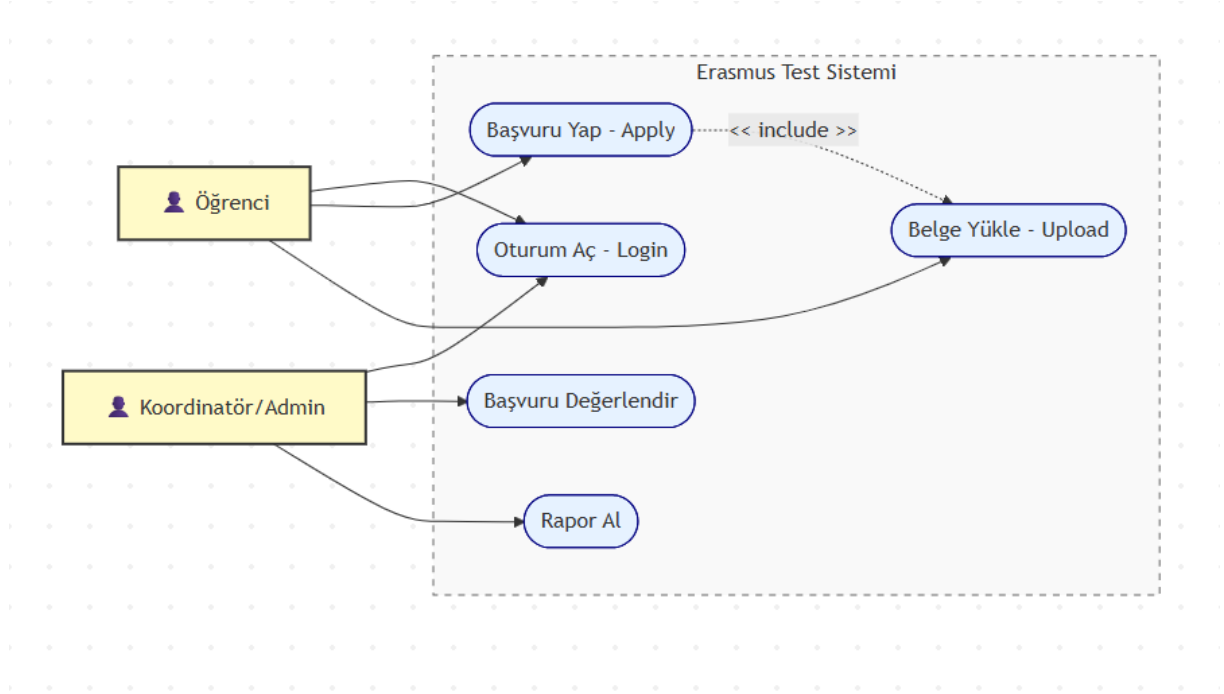 Erasmus Test Sistemi
Başvuru Yap - Apply
<< include >>
👤 Öğrenci
Oturum Aç - Login
Belge Yükle - Upload
👤 Koordinatör/Admin
Başvuru Değerlendir
Rapor Al